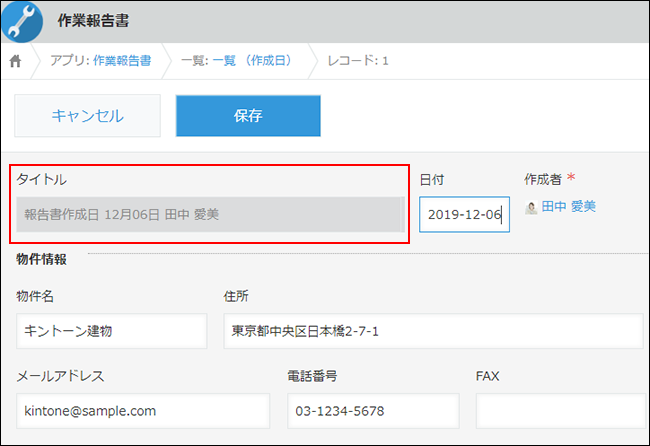 作業報告書
アプリ: 作業報告書 一覧: 一覧 （作成日） レコード: 1
キャンセル 保存
タイトル 日付 作成者 *
報告書作成日 12月06日 田中 愛美 2019-12-06 田中 愛美
物件情報
物件名 住所
キントーン建物 東京都中央区日本橋2-7-1
メールアドレス 電話番号 FAX
kintone@sample.com 03-1234-5678